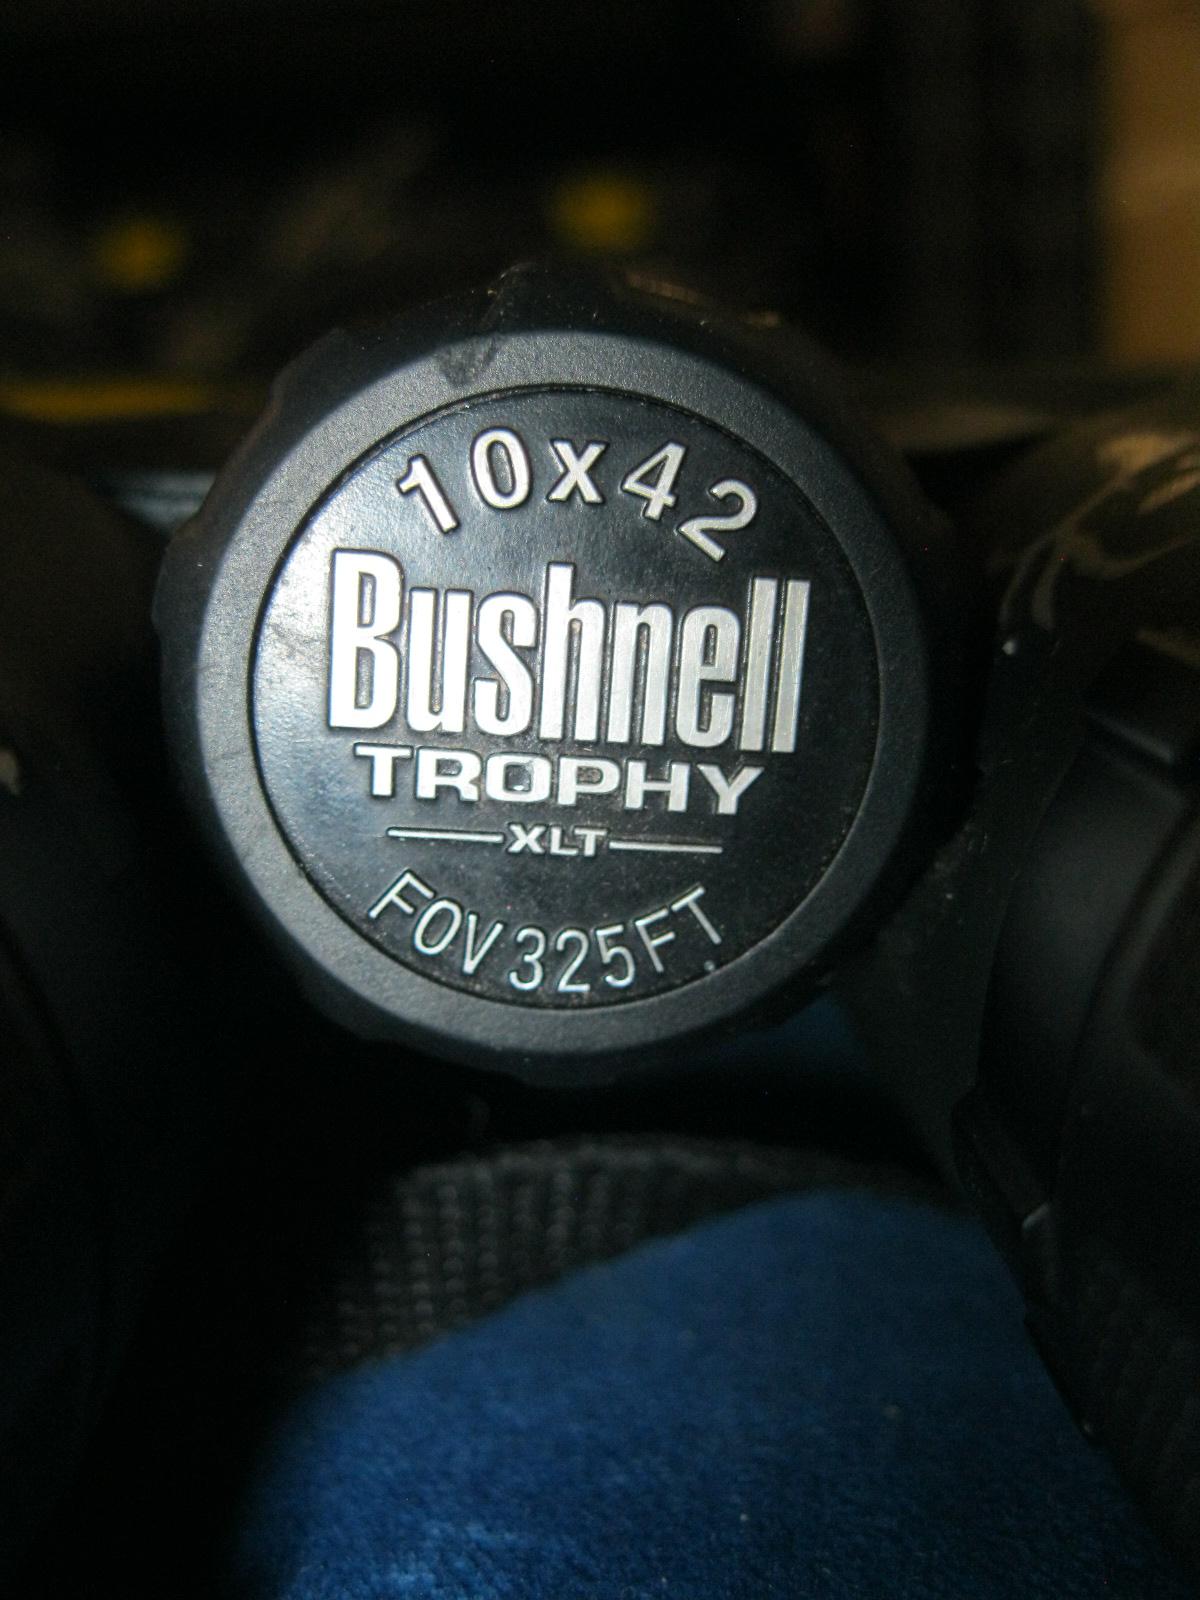 10x42
Bushnell
TROPHY
XLT
FOV 325FT.